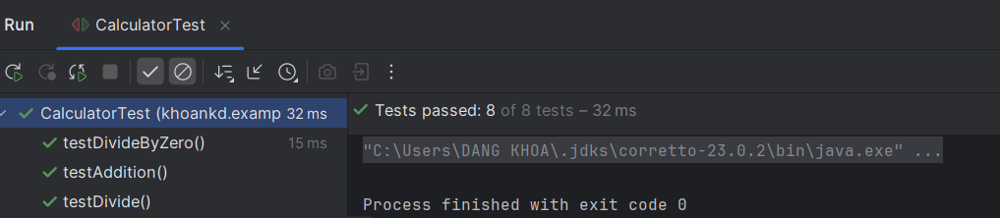 Run CalculatorTest
CalculatorTest (khoankd.examp 32 ms
testDivideByZero() 15 ms
testAddition()
testDivide()
Tests passed: 8 of 8 tests – 32 ms
"C:\Users\DANG KHOA\.jdks\corretto-23.0.2\bin\java.exe" ...
Process finished with exit code 0